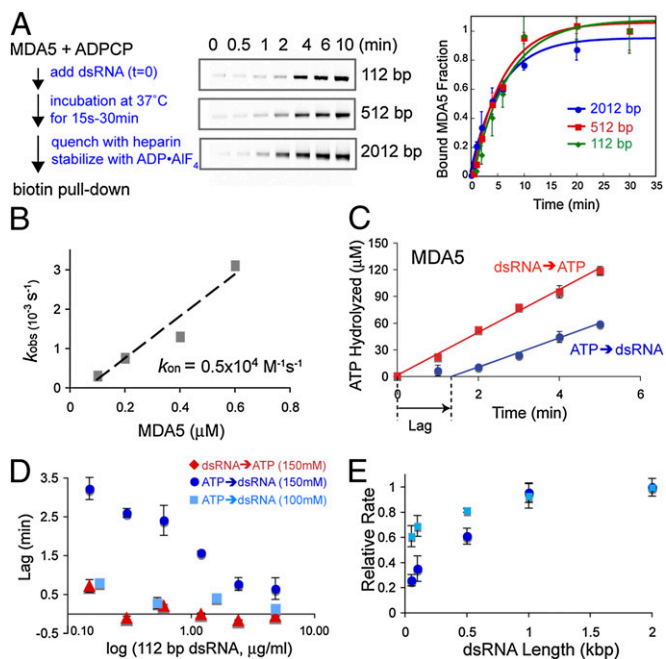 A
MDA5 + ADPCP
add dsRNA (t=0)
incubation at 37°C
for 15s-30min
quench with heparin
stabilize with ADP•AlF4
biotin pull-down
0 0.5 1 2 4 6 10 (min)
112 bp
512 bp
2012 bp
Bound MDA5 Fraction
1
0.8
0.6
0.4
0.2
0
2012 bp
512 bp
112 bp
0 5 10 15 20 25 30 35
Time (min)
B
kobs (10-3 s-1)
3
2
1
0
kon = 0.5x104 M-1s-1
0 0.2 0.4 0.6 0.8
MDA5 (μM)
C
ATP Hydrolyzed (μM)
150
120
90
60
30
0
MDA5
dsRNA➔ATP
ATP➔dsRNA
0 2 4 6
Lag
Time (min)
D
dsRNA➔ATP (150mM)
ATP➔dsRNA (150mM)
ATP➔dsRNA (100mM)
Lag (min)
3.5
2.5
1.5
0.5
-0.5
0.10 1.00 10.00
log (112 bp dsRNA, μg/ml)
E
Relative Rate
1
0.8
0.6
0.4
0.2
0
0 0.5 1 1.5 2
dsRNA Length (kbp)